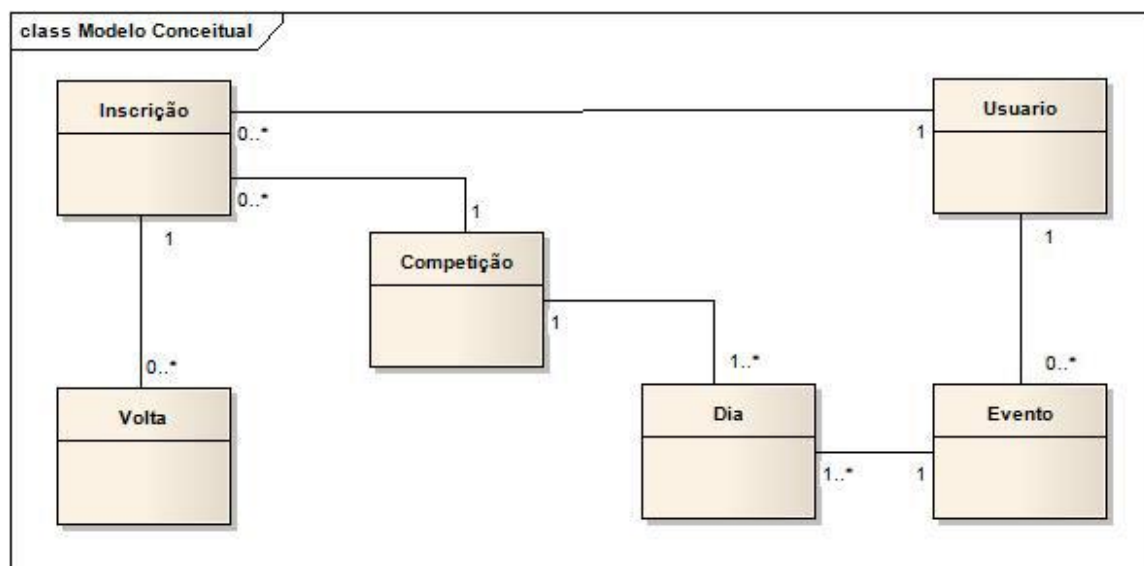 class Modelo Conceitual
Inscrição
Usuario
0..*
1
0..*
1
1
1
Competição
1
0..*
1..*
0..*
Volta
Dia
Evento
1..*
1